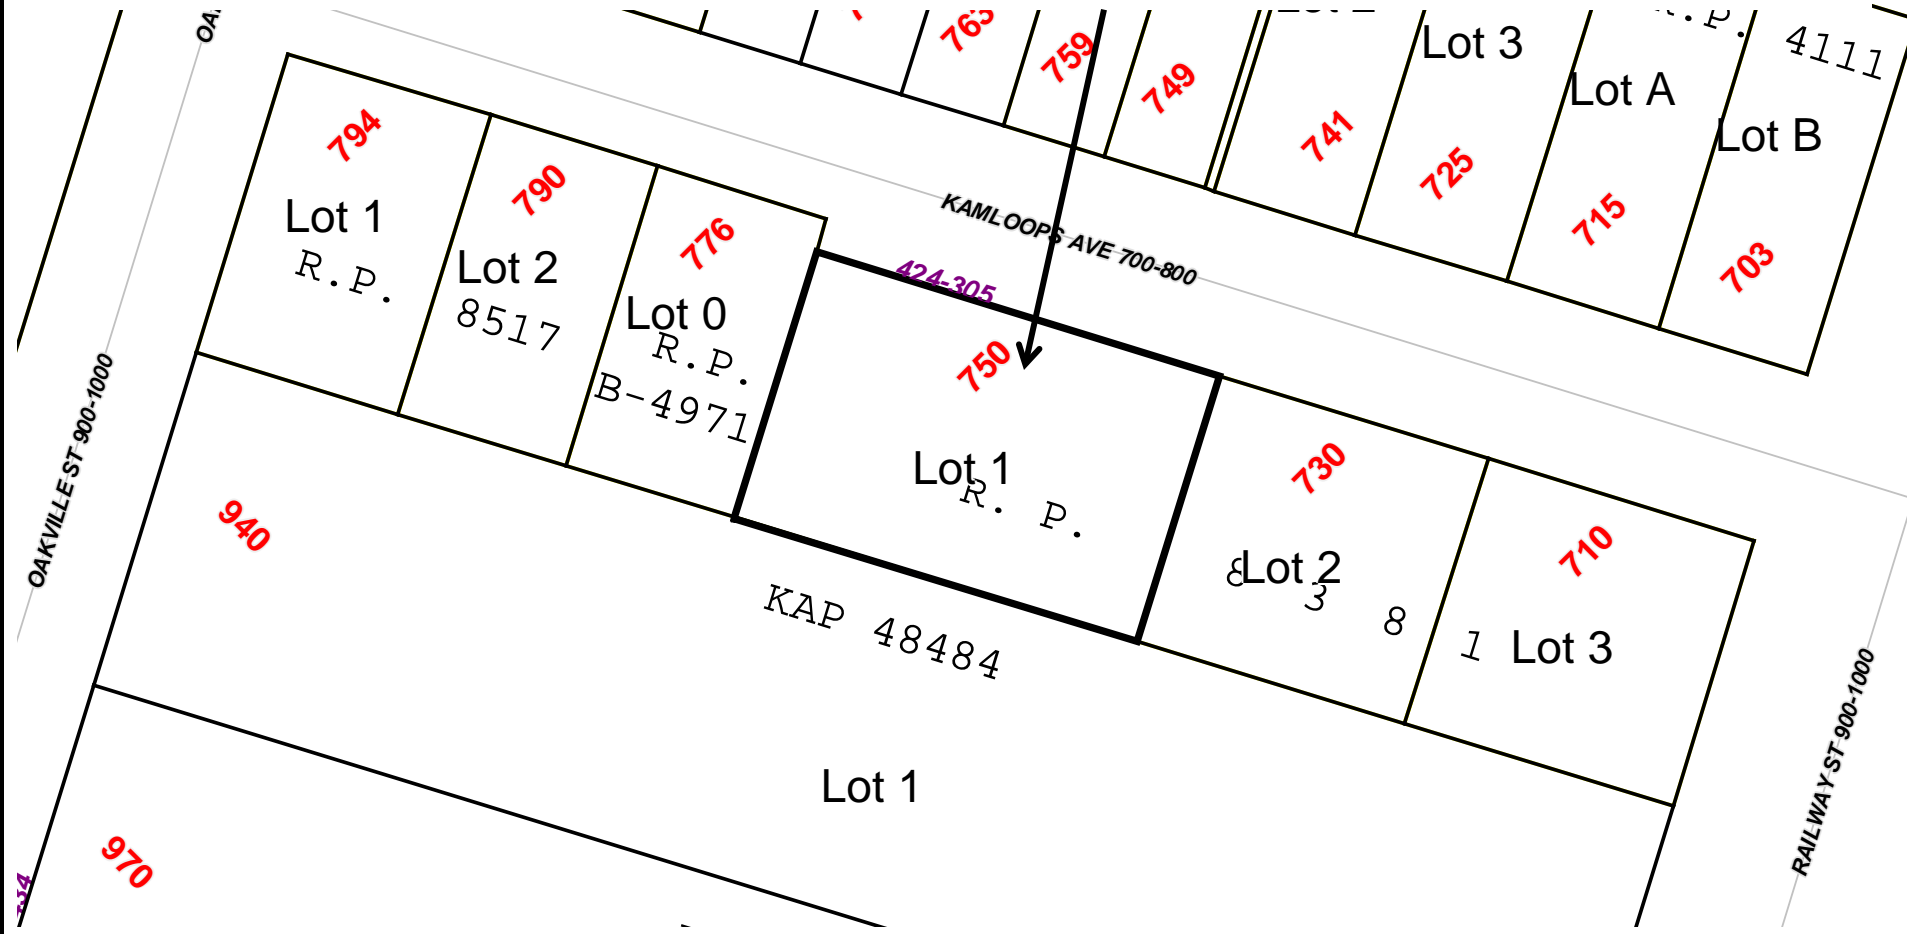 763
759
749
741
Lot 3
725
Lot A
715
4111
Lot B
703
R.P.
794
Lot 1
R.P.
790
Lot 2
8517
776
Lot 0
R.P.
B-4971
KAMLOOPS AVE 700-800
424-305
750
Lot 1
R. P.
730
Lot 2
3 8 1
710
Lot 3
OAKVILLE ST 900-1000
940
KAP 48484
RAILWAY ST 900-1000
Lot 1
970